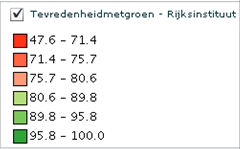 Tevredenheidmetgroen - Rijksinstituut
47.6 - 71.4
71.4 - 75.7
75.7 - 80.6
80.6 - 89.8
89.8 - 95.8
95.8 - 100.0